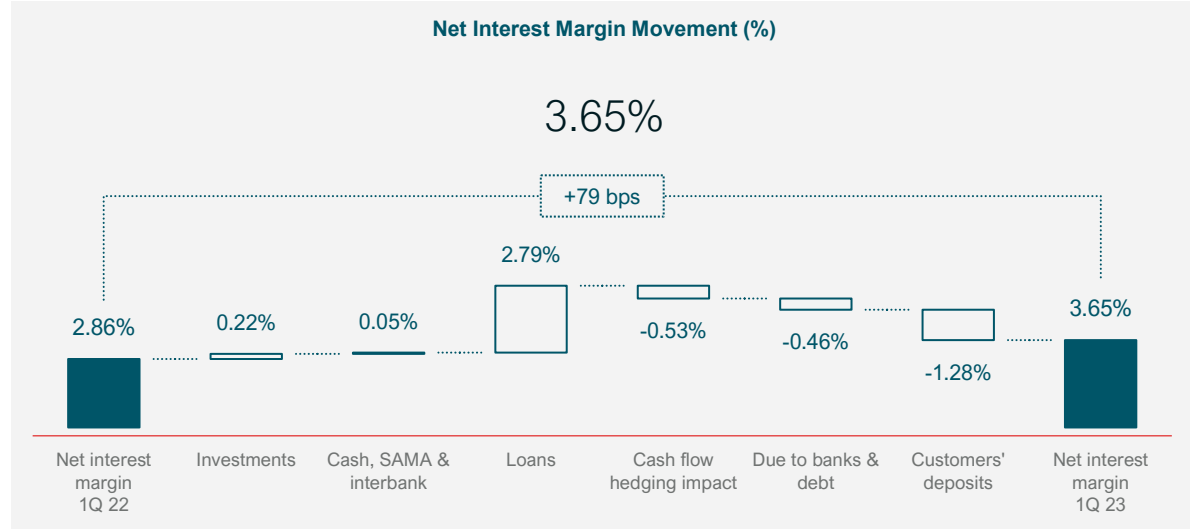 Net Interest Margin Movement (%)
3.65%
+79 bps
2.86%
0.22%
0.05%
2.79%
-0.53%
-0.46%
-1.28%
3.65%
Net interest
margin
1Q 22
Investments
Cash, SAMA &
interbank
Loans
Cash flow
hedging impact
Due to banks &
debt
Customers'
deposits
Net interest
margin
1Q 23